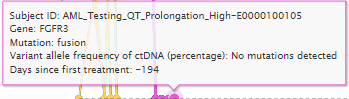 Subject ID: AML_Testing_QT_Prolongation_High-E0000100105
Gene: FGFR3
Mutation: fusion
Variant allele frequency of ctDNA (percentage): No mutations detected
Days since first treatment: -194